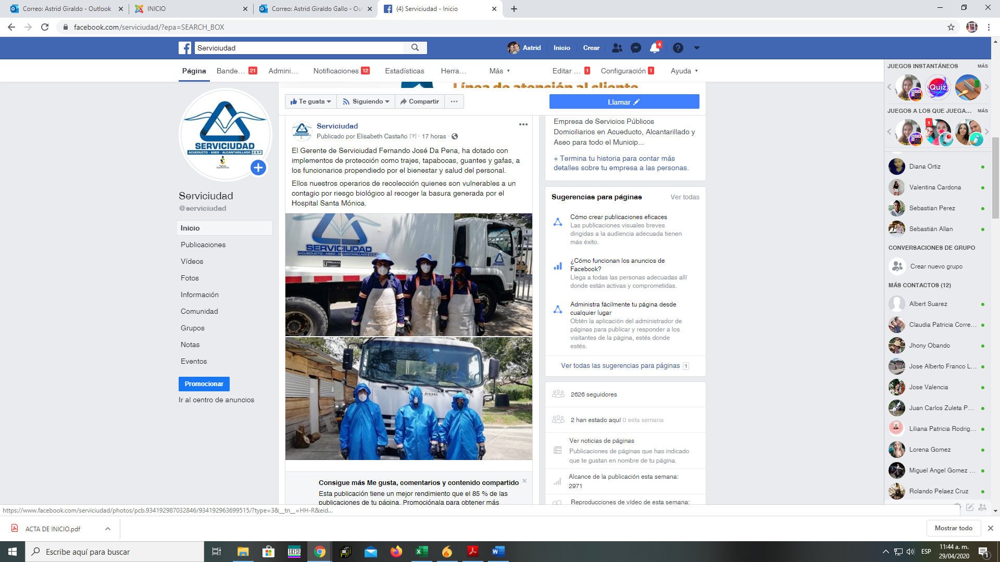 Correo: Astrid Giraldo - Outlook
INICIO
Correo: Astrid Giraldo Gallo - Ou
(4) Serviciudad - Inicio
facebook.com/serviciudad/?epa=SEARCH_BOX
Serviciudad
Astrid
Inicio
Crear
4
Página
Bande... 21
Admini...
Notificaciones 12
Estadísticas
Herra...
Más
Editar ... 1
Configuración 1
Ayuda
Línea de atención al cliente
Te gusta
Siguiendo
Compartir
Llamar
SERVICIUDAD
ACUEDUCTO - ASEO - ALCANTARILLADO E S P
Serviciudad
@serviciudad
Inicio
Publicaciones
Vídeos
Fotos
Información
Comunidad
Grupos
Notas
Eventos
Promocionar
Ir al centro de anuncios
Serviciudad
Publicado por Elisabeth Castaño [?] · 17 horas ·
El Gerente de Serviciudad Fernando José Da Pena, ha dotado con
implementos de protección como trajes, tapabocas, guantes y gafas, a
los funcionarios propendiedo por el bienestar y salud del personal.
Ellos nuestros operarios de recolección quienes son vulnerables a un
contagio por riesgo biológico al recoger la basura generada por el
Hospital Santa Mónica.
SERVICIUDAD
ACUEDUCTO - ASEO - ALCANTARILLADO E S P
DIESEL
Consigue más Me gusta, comentarios y contenido compartido
Esta publicación tiene un mejor rendimiento que el 85 % de las
publicaciones de tu página. Promociónala para obtener más
Empresa de Servicios Públicos
Domiciliarios en Acueducto, Alcantarillado y
Aseo para todo el Municip...
+ Termina tu historia para contar más
detalles sobre tu empresa a las personas.
Sugerencias para páginas
Ver todas
Cómo crear publicaciones eficaces
Las publicaciones visuales breves
dirigidas a la audiencia adecuada tienen
más éxito.
¿Cómo funcionan los anuncios de
Facebook?
Llega a todas las personas adecuadas allí
donde están activas y comprometidas.
Administra fácilmente tu página desde
cualquier lugar
Obtén la aplicación del administrador de
páginas para publicar y responder a los
visitantes de la página, estés donde
estés.
Ver todas las sugerencias para páginas 1
2626 seguidores
2 han estado aquí 0 esta semana
Ver noticias de páginas
Publicaciones de páginas que has indicado
que te gustan en nombre de tu página.
Alcance de la publicación esta semana:
2971
Reproducciones de vídeo de esta semana:
JUEGOS INSTANTÁNEOS
MÁS
Quiz
JUEGOS A LOS QUE JUEGA...
MÁS
1
Diana Ortiz
Valentina Cardona
Sebastian Perez
Sebastián Allan
CONVERSACIONES DE GRUPO
Crear nuevo grupo
MÁS CONTACTOS (12)
Albert Suarez
Claudia Patricia Corre...
Jhony Obando
Jose Alberto Franco L...
Jose Valencia
Juan Carlos Zuleta P...
Liliana Patricia Rodrig...
Lorena Gomez
Miguel Angel Gomez ...
Rolando Pelaez Cruz
https://www.facebook.com/serviciudad/photos/pcb.934192987032846/934192963699515/?type=3&__tn__=HH-R&eid...
ACTA DE INICIO.pdf
Mostrar todo
Escribe aquí para buscar
ESP
11:44 a. m.
29/04/2020
1